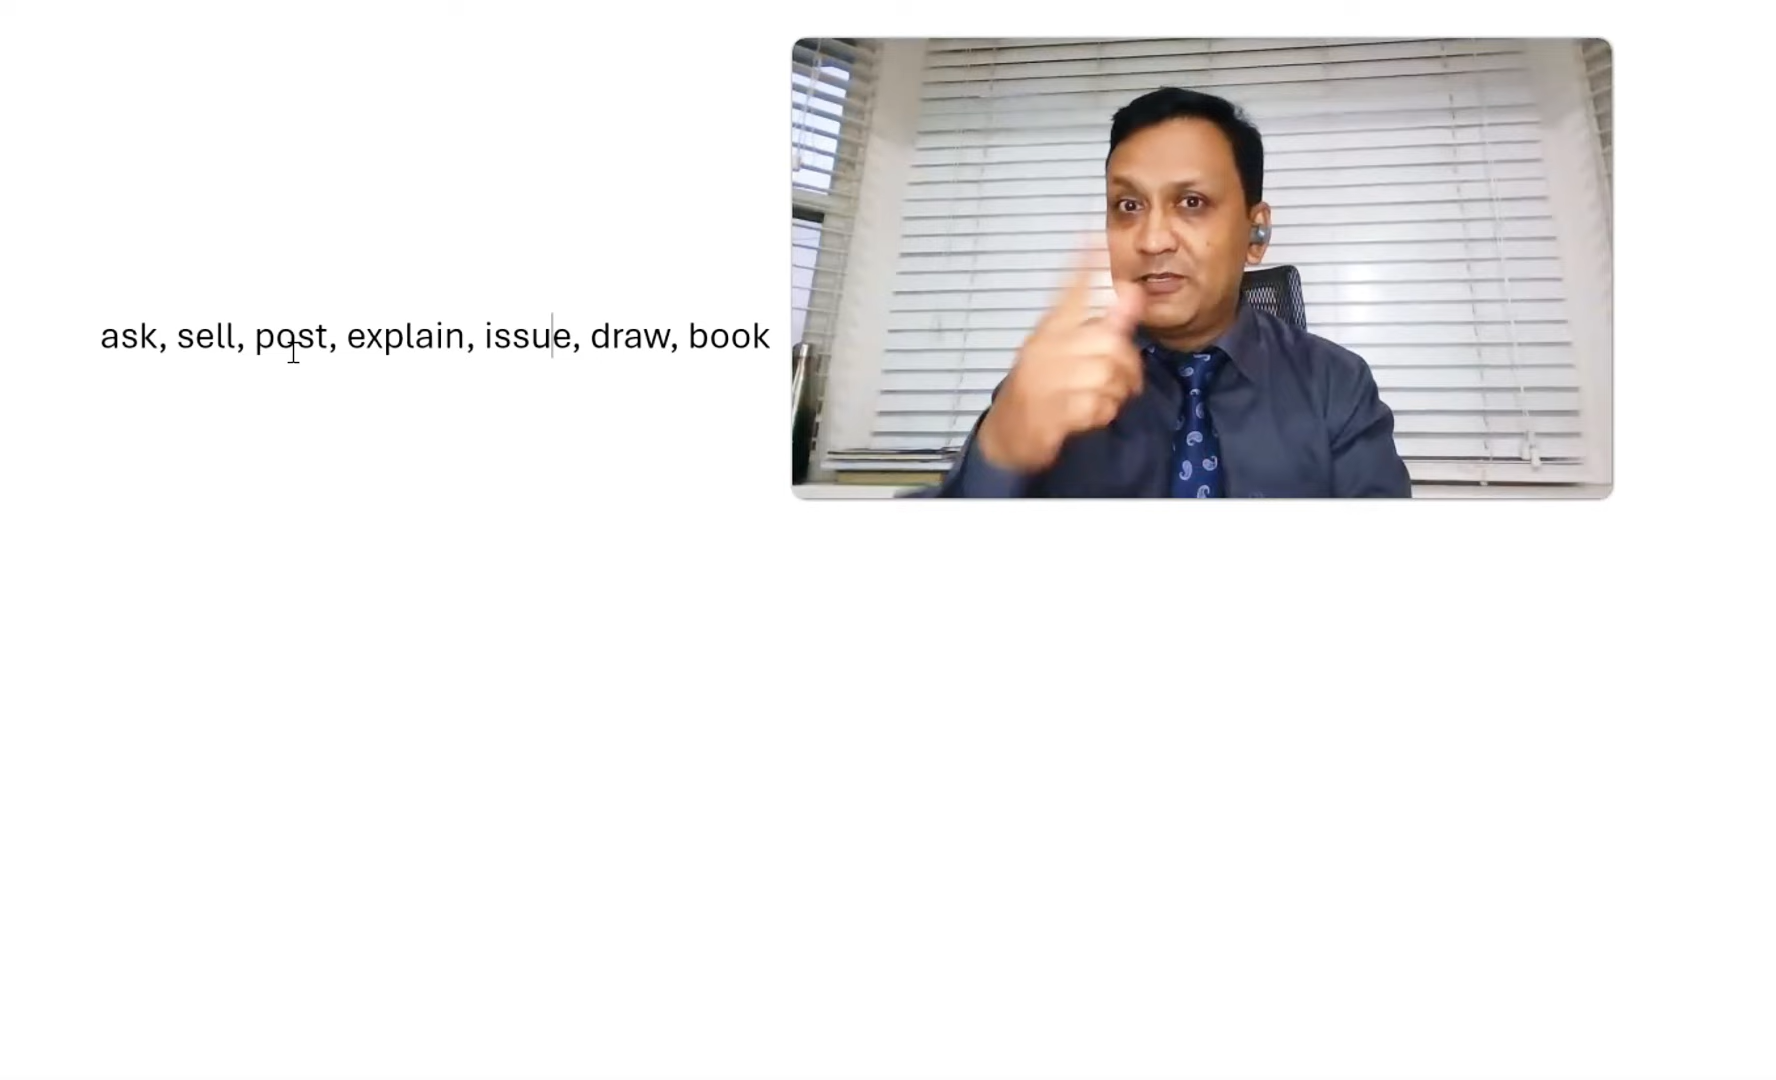 ask, sell, post, explain, issue, draw, book